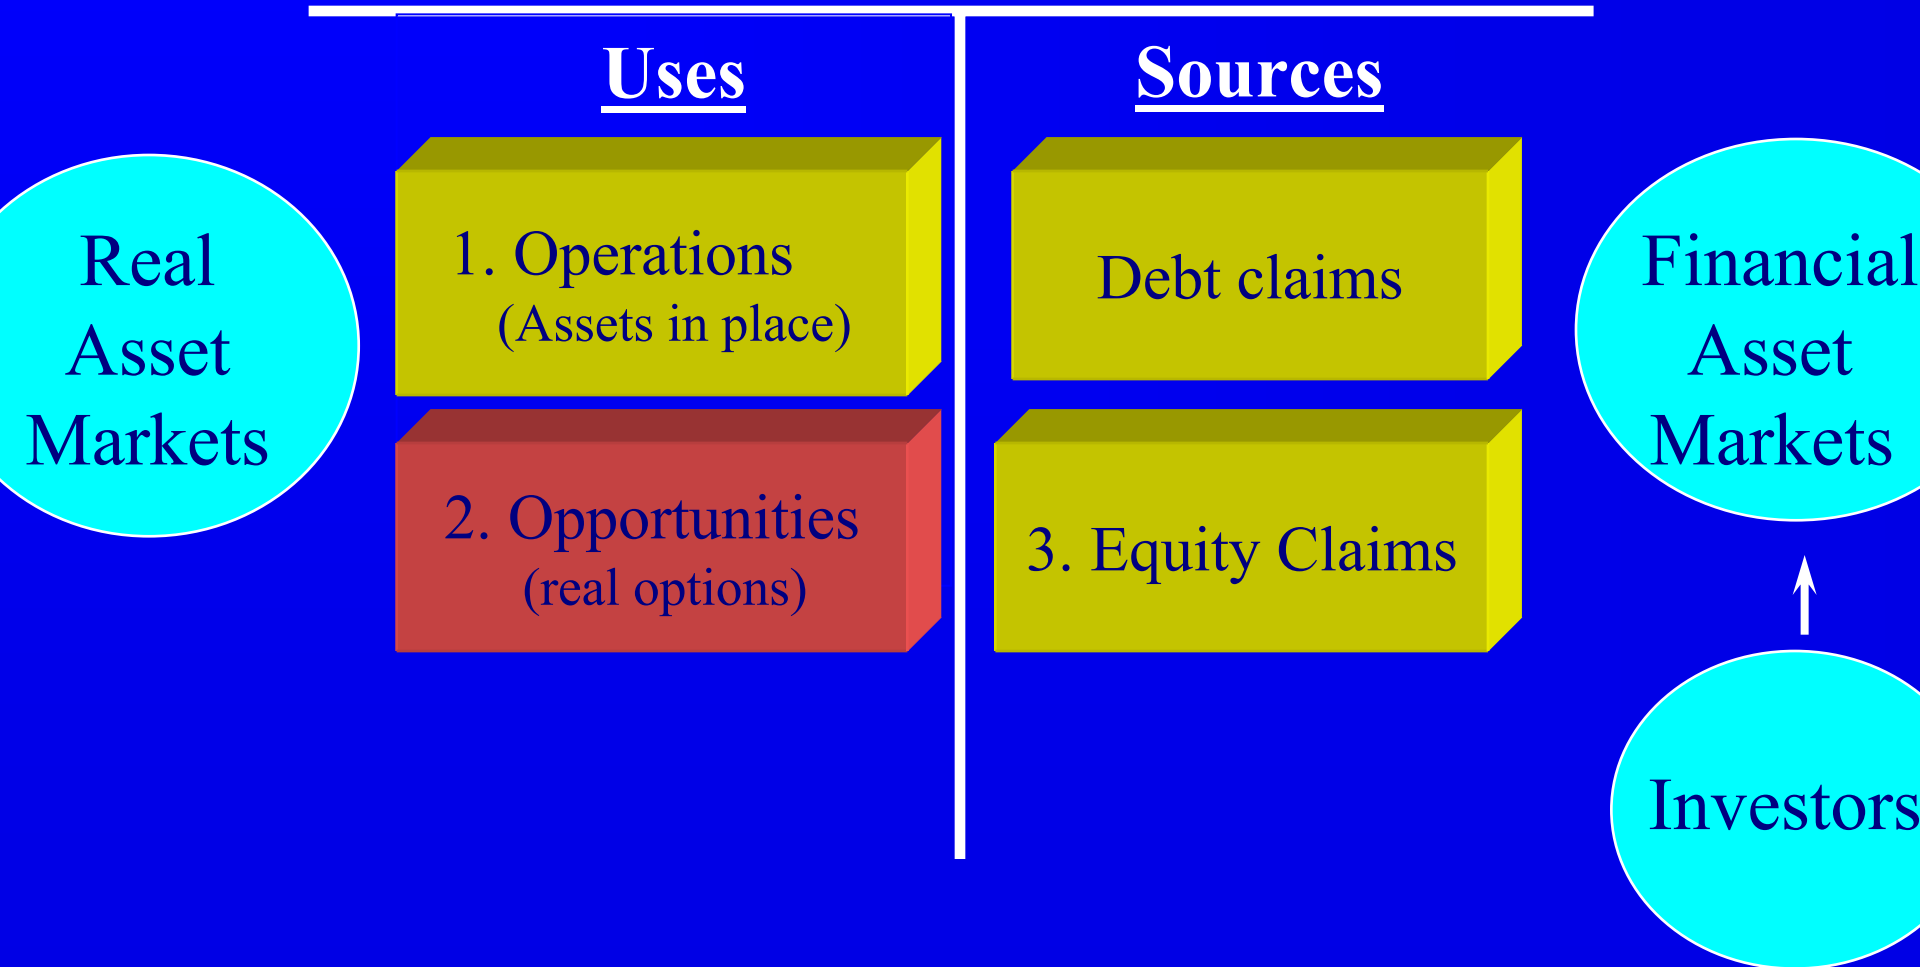 Uses
Sources
Real
Asset
Markets
1. Operations
(Assets in place)
Debt claims
Financial
Asset
Markets
2. Opportunities
(real options)
3. Equity Claims
Investors